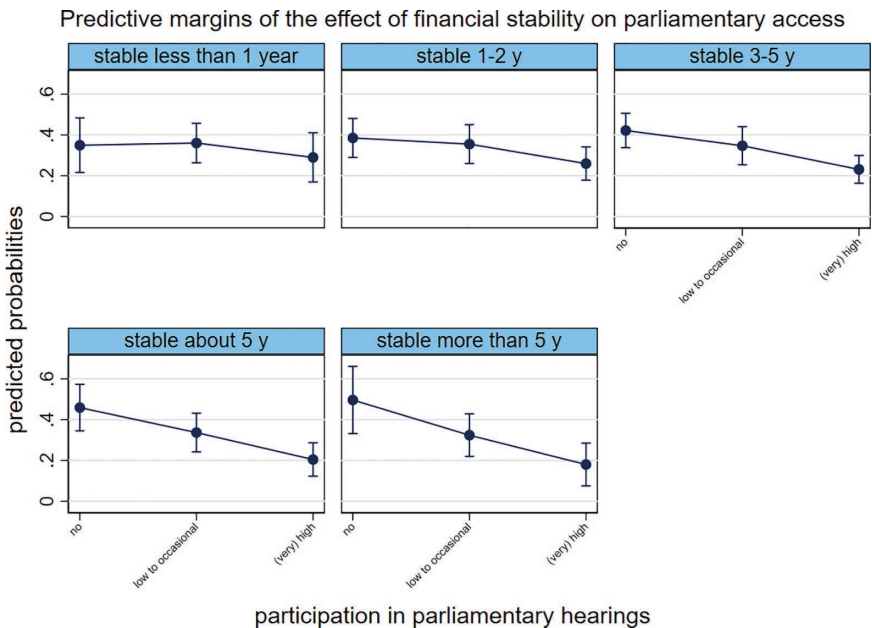 Predictive margins of the effect of financial stability on parliamentary access
stable less than 1 year
stable 1-2 y
stable 3-5 y
.6
.4
.2
0
no
low to occasional
(very) high
stable about 5 y
stable more than 5 y
.6
.4
.2
0
no
low to occasional
(very) high
no
low to occasional
(very) high
predicted probabilities
participation in parliamentary hearings